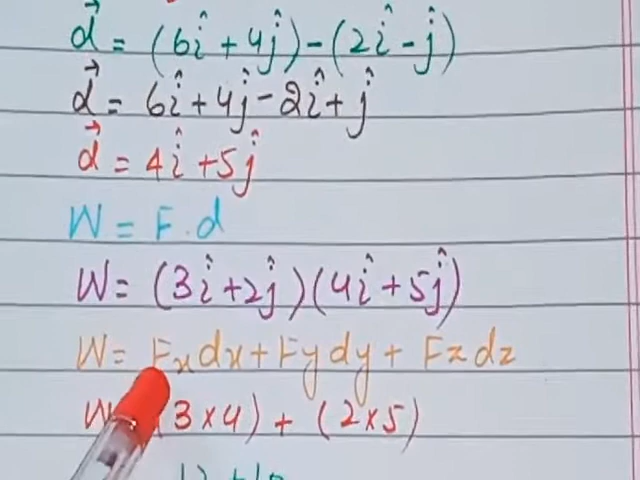 d⃗ = (6î + 4ĵ) - (2î - ĵ)
d⃗ = 6î + 4ĵ - 2î + ĵ
d⃗ = 4î + 5ĵ
W = F . d
W = (3î + 2ĵ)(4î + 5ĵ)
W = Fx dx + Fy dy + Fz dz
W (3 × 4) + (2 × 5)